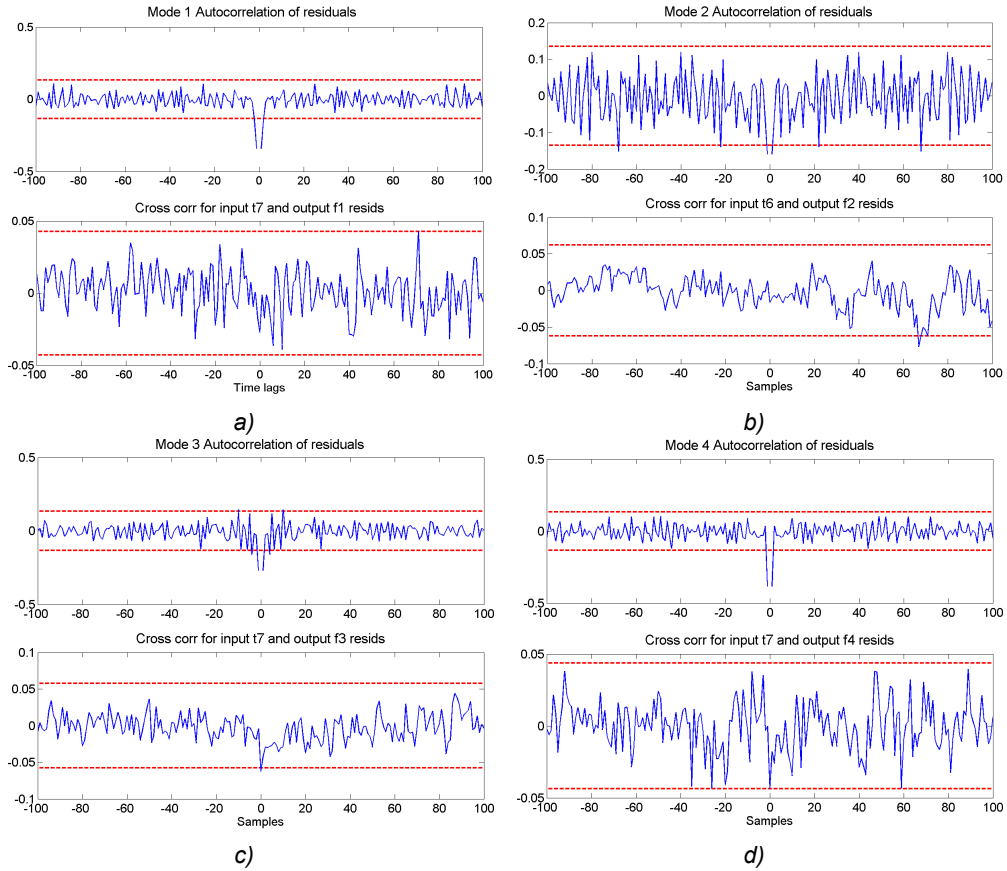 Mode 1 Autocorrelation of residuals
0.5
0
-0.5
-100 -80 -60 -40 -20 0 20 40 60 80 100
Cross corr for input t7 and output f1 resids
0.05
0
-0.05
-100 -80 -60 -40 -20 0 20 40 60 80 100
Time lags
a)
Mode 2 Autocorrelation of residuals
0.2
0.1
0
-0.1
-0.2
-100 -80 -60 -40 -20 0 20 40 60 80 100
Cross corr for input t6 and output f2 resids
0.1
0.05
0
-0.05
-0.1
-100 -80 -60 -40 -20 0 20 40 60 80 100
Samples
b)
Mode 3 Autocorrelation of residuals
0.5
0
-0.5
-100 -80 -60 -40 -20 0 20 40 60 80 100
Cross corr for input t7 and output f3 resids
0.1
0.05
0
-0.05
-0.1
-100 -80 -60 -40 -20 0 20 40 60 80 100
Samples
c)
Mode 4 Autocorrelation of residuals
0.5
0
-0.5
-100 -80 -60 -40 -20 0 20 40 60 80 100
Cross corr for input t7 and output f4 resids
0.05
0
-0.05
-100 -80 -60 -40 -20 0 20 40 60 80 100
Samples
d)